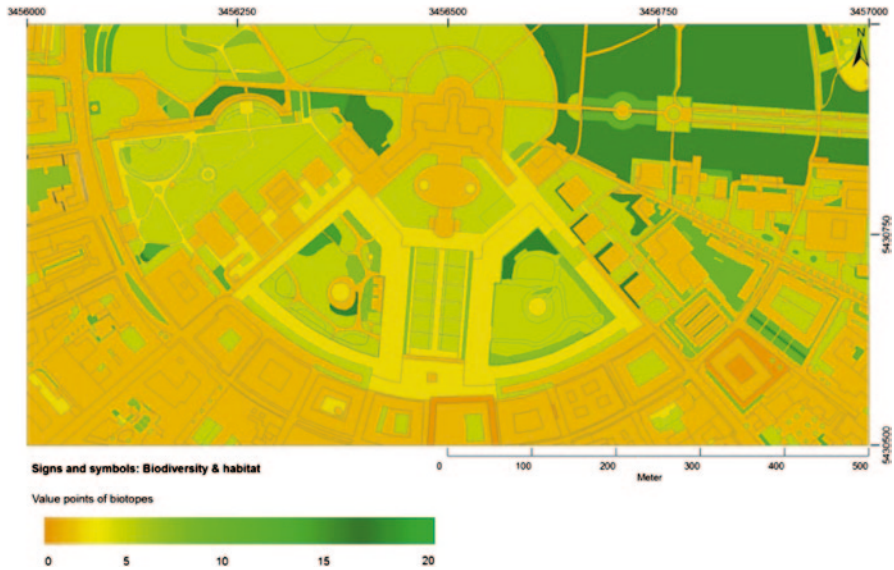 3456000 3456250 3456500 3456750 3457000
N
5430750
5430500
Signs and symbols: Biodiversity & habitat
0 100 200 300 400 500
Meter
Value points of biotopes
0 5 10 15 20